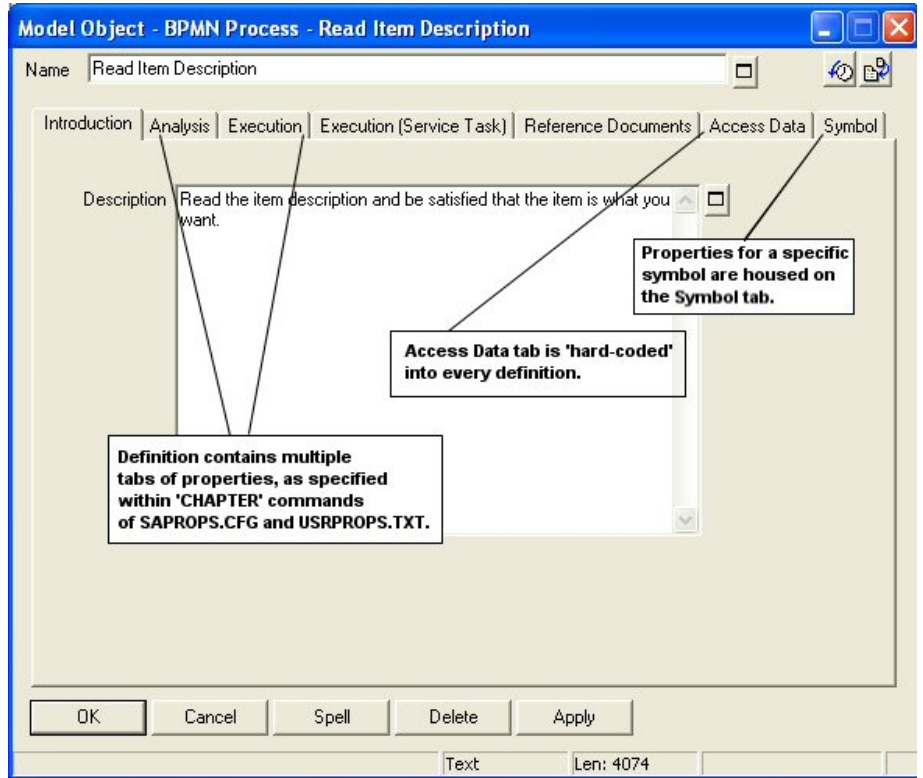 Model Object - BPMN Process - Read Item Description
Name Read Item Description
Introduction Analysis Execution Execution (Service Task) Reference Documents Access Data Symbol
Description Read the item description and be satisfied that the item is what you
want.
Properties for a specific
symbol are housed on
the Symbol tab.
Access Data tab is 'hard-coded'
into every definition.
Definition contains multiple
tabs of properties, as specified
within 'CHAPTER' commands
of SAPROPS.CFG and USRPROPS.TXT.
OK Cancel Spell Delete Apply
Text Len: 4074